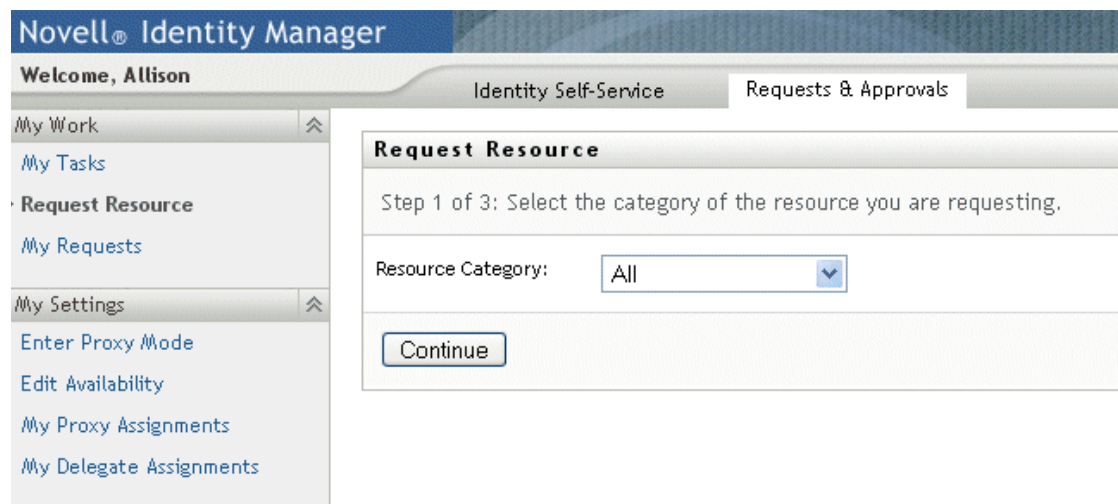 Novell® Identity Manager
Welcome, Allison
Identity Self-Service
Requests & Approvals
My Work
My Tasks
Request Resource
My Requests
My Settings
Enter Proxy Mode
Edit Availability
My Proxy Assignments
My Delegate Assignments
Request Resource
Step 1 of 3: Select the category of the resource you are requesting.
Resource Category: All
Continue